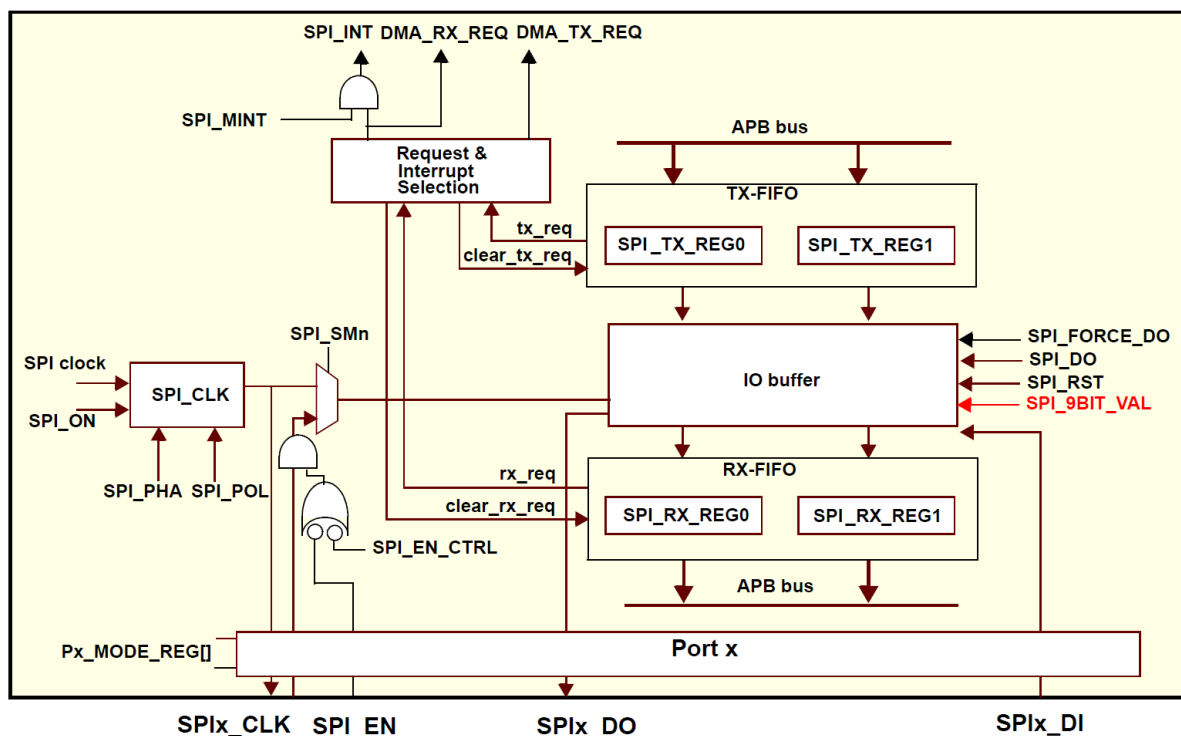 SPI_INT DMA_RX_REQ DMA_TX_REQ
SPI_MINT
APB bus
Request &
Interrupt
Selection
TX-FIFO
tx_req
SPI_TX_REG0 SPI_TX_REG1
clear_tx_req
SPI_SMn
SPI_FORCE_DO
SPI clock
SPI_DO
SPI_CLK
IO buffer
SPI_RST
SPI_ON
SPI_9BIT_VAL
SPI_PHA SPI_POL
rx_req
RX-FIFO
clear_rx_req
SPI_RX_REG0 SPI_RX_REG1
SPI_EN_CTRL
APB bus
Px_MODE_REG[]
Port x
SPIx_CLK SPI_EN SPIx_DO SPIx_DI